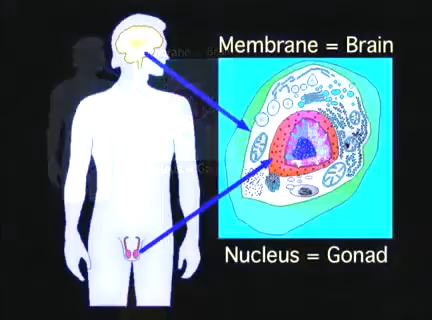 Membrane = Brain
Nucleus = Gonad